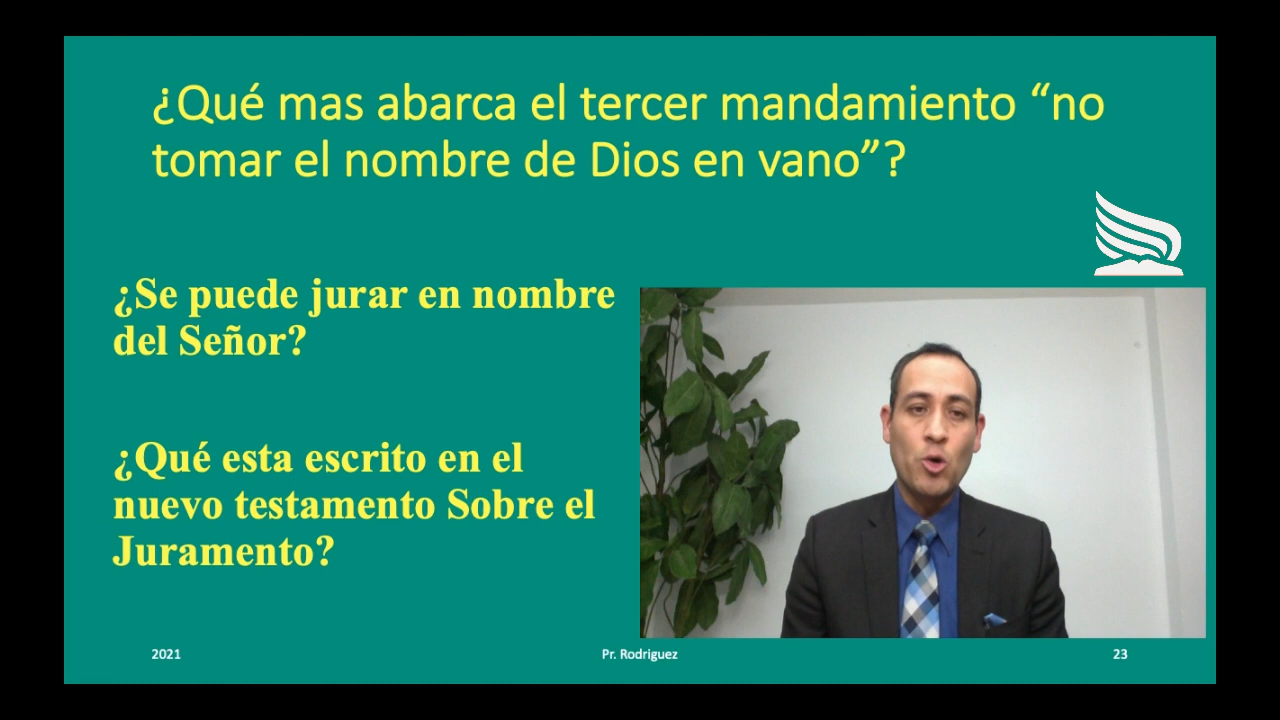 ¿Qué mas abarca el tercer mandamiento “no
tomar el nombre de Dios en vano”?
¿Se puede jurar en nombre
del Señor?
¿Qué esta escrito en el
nuevo testamento Sobre el
Juramento?
2021
Pr. Rodriguez
23